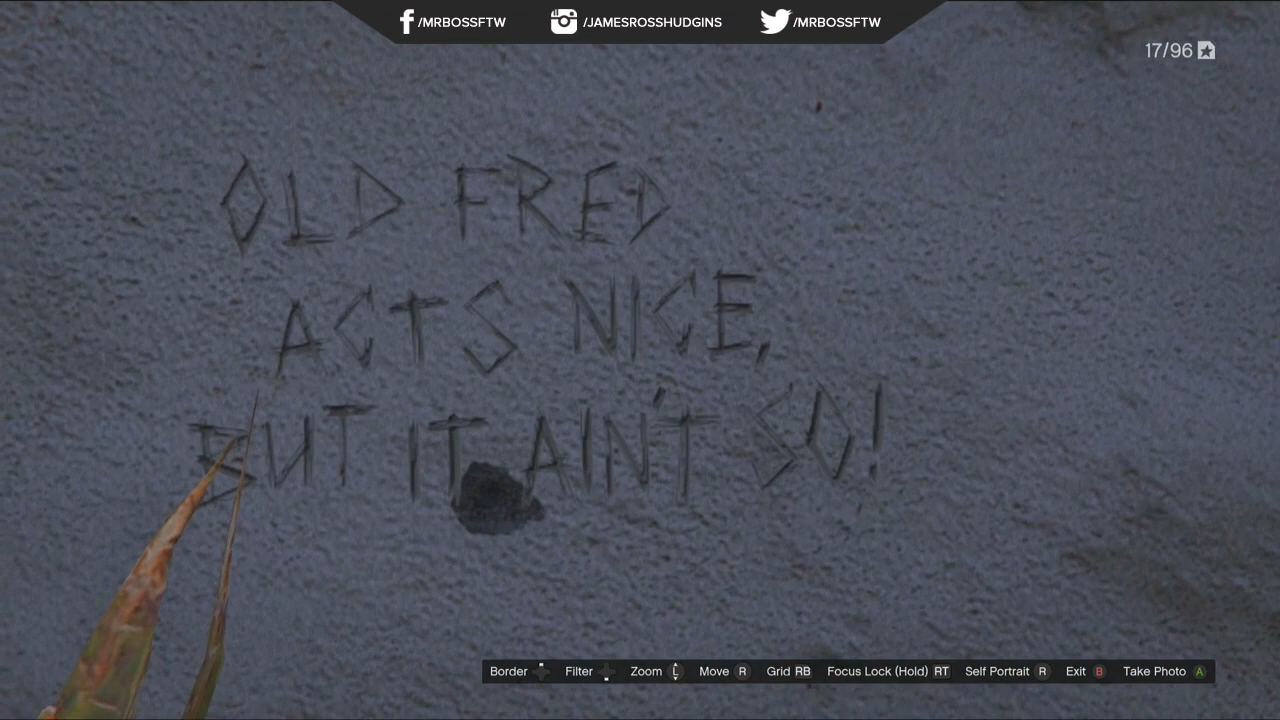 /MRBOSSFTW /JAMESROSSHUDGINS /MRBOSSFTW
17/96
OLD FRED
ACTS NICE,
BUT IT AIN'T SO!
Border Filter Zoom L Move R Grid RB Focus Lock (Hold) RT Self Portrait R Exit B Take Photo A